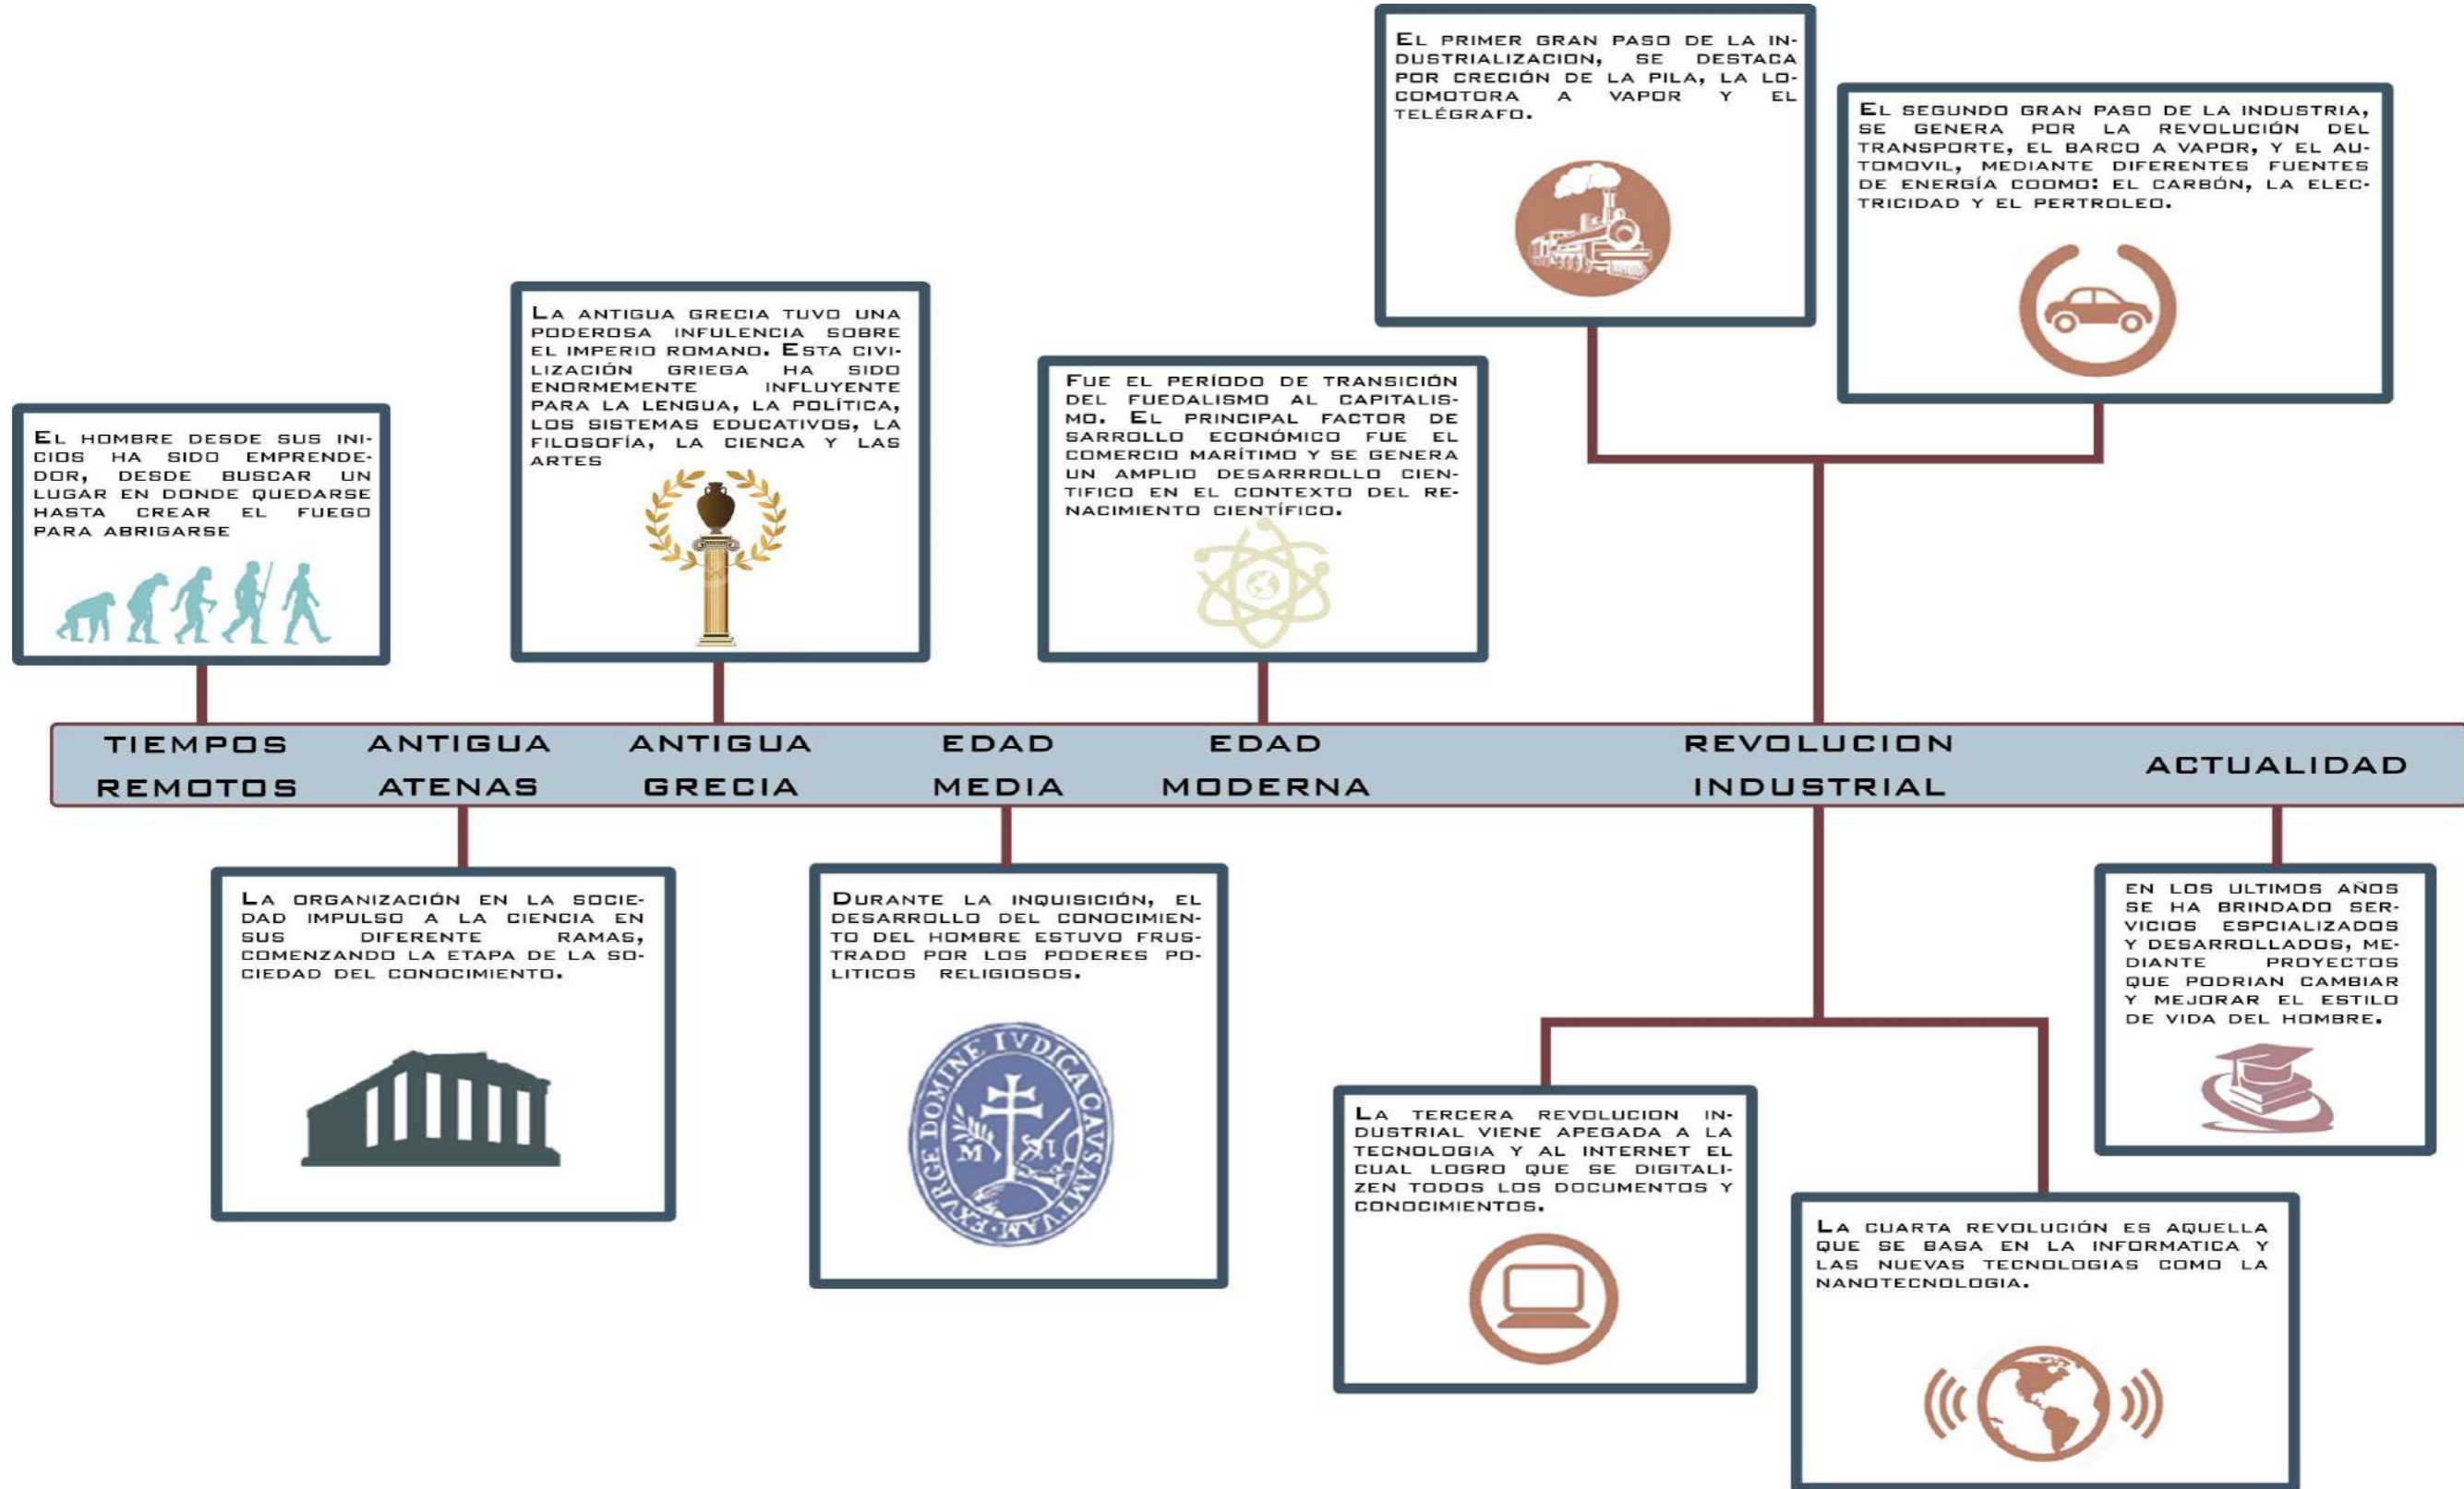 EL PRIMER GRAN PASO DE LA IN-
DUSTRIALIZACION, SE DESTACA
POR CRECIÓN DE LA PILA, LA LO-
COMOTORA A VAPOR Y EL
TELÉGRAFO.
EL SEGUNDO GRAN PASO DE LA INDUSTRIA,
SE GENERA POR LA REVOLUCIÓN DEL
TRANSPORTE, EL BARCO A VAPOR, Y EL AU-
TOMOVIL, MEDIANTE DIFERENTES FUENTES
DE ENERGÍA COOMO: EL CARBÓN, LA ELEC-
TRICIDAD Y EL PERTROLEO.
LA ANTIGUA GRECIA TUVO UNA
PODEROSA INFULENCIA SOBRE
EL IMPERIO ROMANO. ESTA CIVI-
LIZACIÓN GRIEGA HA SIDO
ENORMEMENTE INFLUYENTE
PARA LA LENGUA, LA POLÍTICA,
LOS SISTEMAS EDUCATIVOS, LA
FILOSOFÍA, LA CIENCA Y LAS
ARTES
FUE EL PERÍODO DE TRANSICIÓN
DEL FUEDALISMO AL CAPITALIS-
MO. EL PRINCIPAL FACTOR DE
SARROLLO ECONÓMICO FUE EL
COMERCIO MARÍTIMO Y SE GENERA
UN AMPLIO DESARRROLLO CIEN-
TIFICO EN EL CONTEXTO DEL RE-
NACIMIENTO CIENTÍFICO.
EL HOMBRE DESDE SUS INI-
CIOS HA SIDO EMPRENDE-
DOR, DESDE BUSCAR UN
LUGAR EN DONDE QUEDARSE
HASTA CREAR EL FUEGO
PARA ABRIGARSE
TIEMPOS
REMOTOS
ANTIGUA
ATENAS
ANTIGUA
GRECIA
EDAD
MEDIA
EDAD
MODERNA
REVOLUCION
INDUSTRIAL
ACTUALIDAD
LA ORGANIZACIÓN EN LA SOCIE-
DAD IMPULSO A LA CIENCIA EN
SUS DIFERENTE RAMAS,
COMENZANDO LA ETAPA DE LA SO-
CIEDAD DEL CONOCIMIENTO.
DURANTE LA INQUISICIÓN, EL
DESARROLLO DEL CONOCIMIEN-
TO DEL HOMBRE ESTUVO FRUS-
TRADO POR LOS PODERES PO-
LITICOS RELIGIOSOS.
EXVRGE DOMINE IVDICA CAVSAM TVAM
M
EN LOS ULTIMOS AÑOS
SE HA BRINDADO SER-
VICIOS ESPCIALIZADOS
Y DESARROLLADOS, ME-
DIANTE PROYECTOS
QUE PODRIAN CAMBIAR
Y MEJORAR EL ESTILO
DE VIDA DEL HOMBRE.
LA TERCERA REVOLUCION IN-
DUSTRIAL VIENE APEGADA A LA
TECNOLOGIA Y AL INTERNET EL
CUAL LOGRO QUE SE DIGITALI-
ZEN TODOS LOS DOCUMENTOS Y
CONOCIMIENTOS.
LA CUARTA REVOLUCIÓN ES AQUELLA
QUE SE BASA EN LA INFORMATICA Y
LAS NUEVAS TECNOLOGIAS COMO LA
NANOTECNOLOGIA.